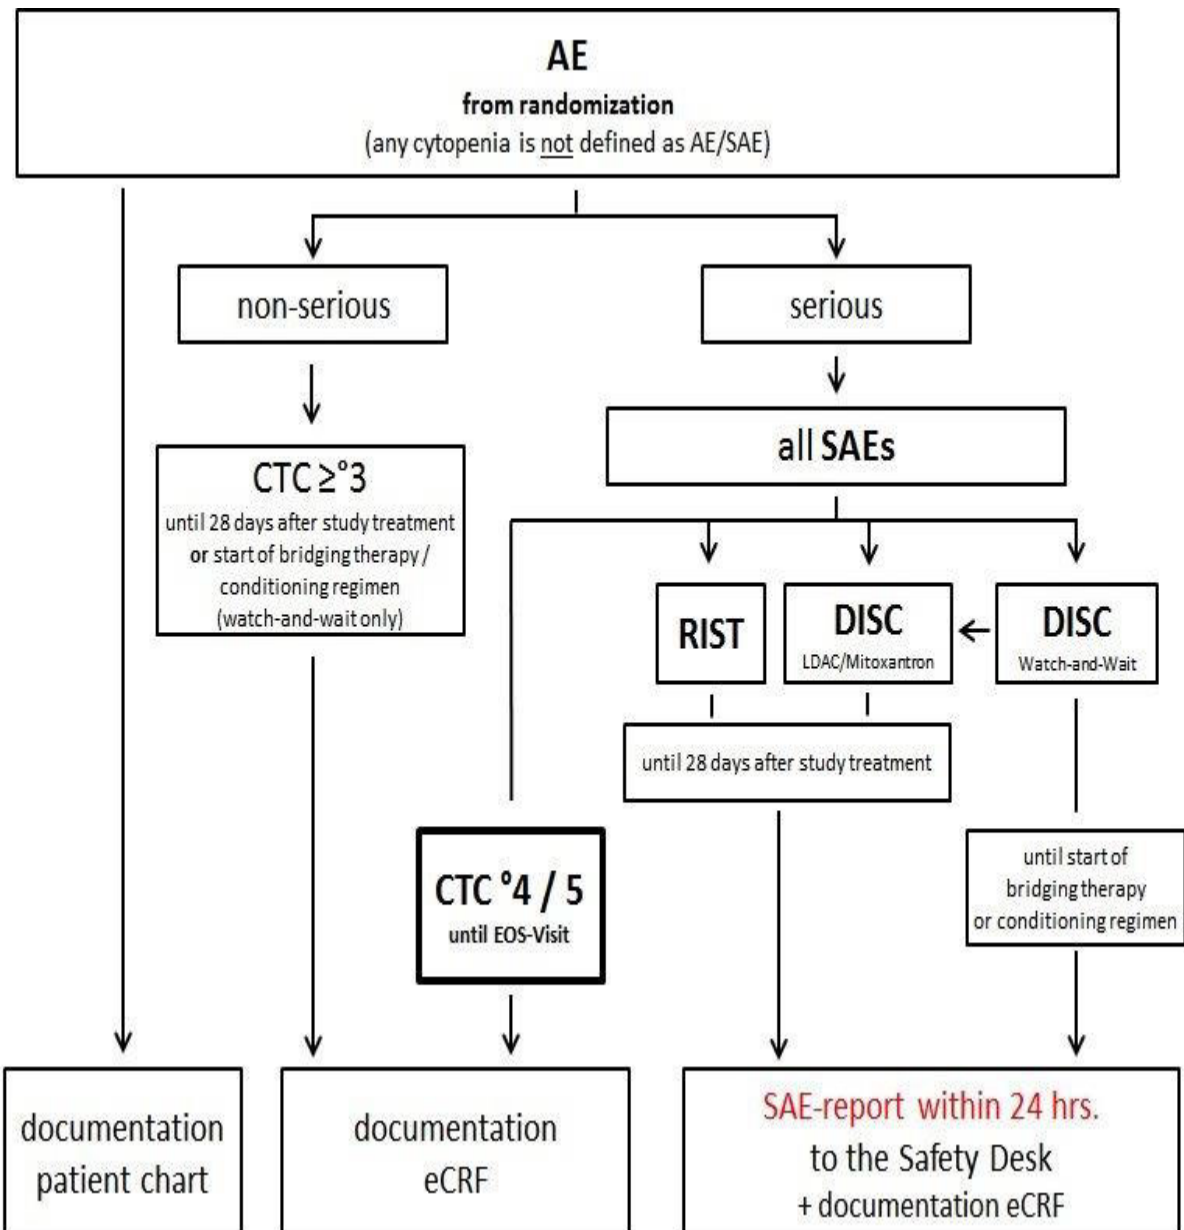 AE
from randomization
(any cytopenia is not defined as AE/SAE)
non-serious
serious
all SAEs
CTC ≥°3
until 28 days after study treatment
or start of bridging therapy /
conditioning regimen
(watch-and-wait only)
RIST
DISC
LDAC/Mitoxantron
DISC
Watch-and-Wait
until 28 days after study treatment
CTC °4 / 5
until EOS-Visit
until start of
bridging therapy
or conditioning regimen
documentation
patient chart
documentation
eCRF
SAE-report within 24 hrs.
to the Safety Desk
+ documentation eCRF